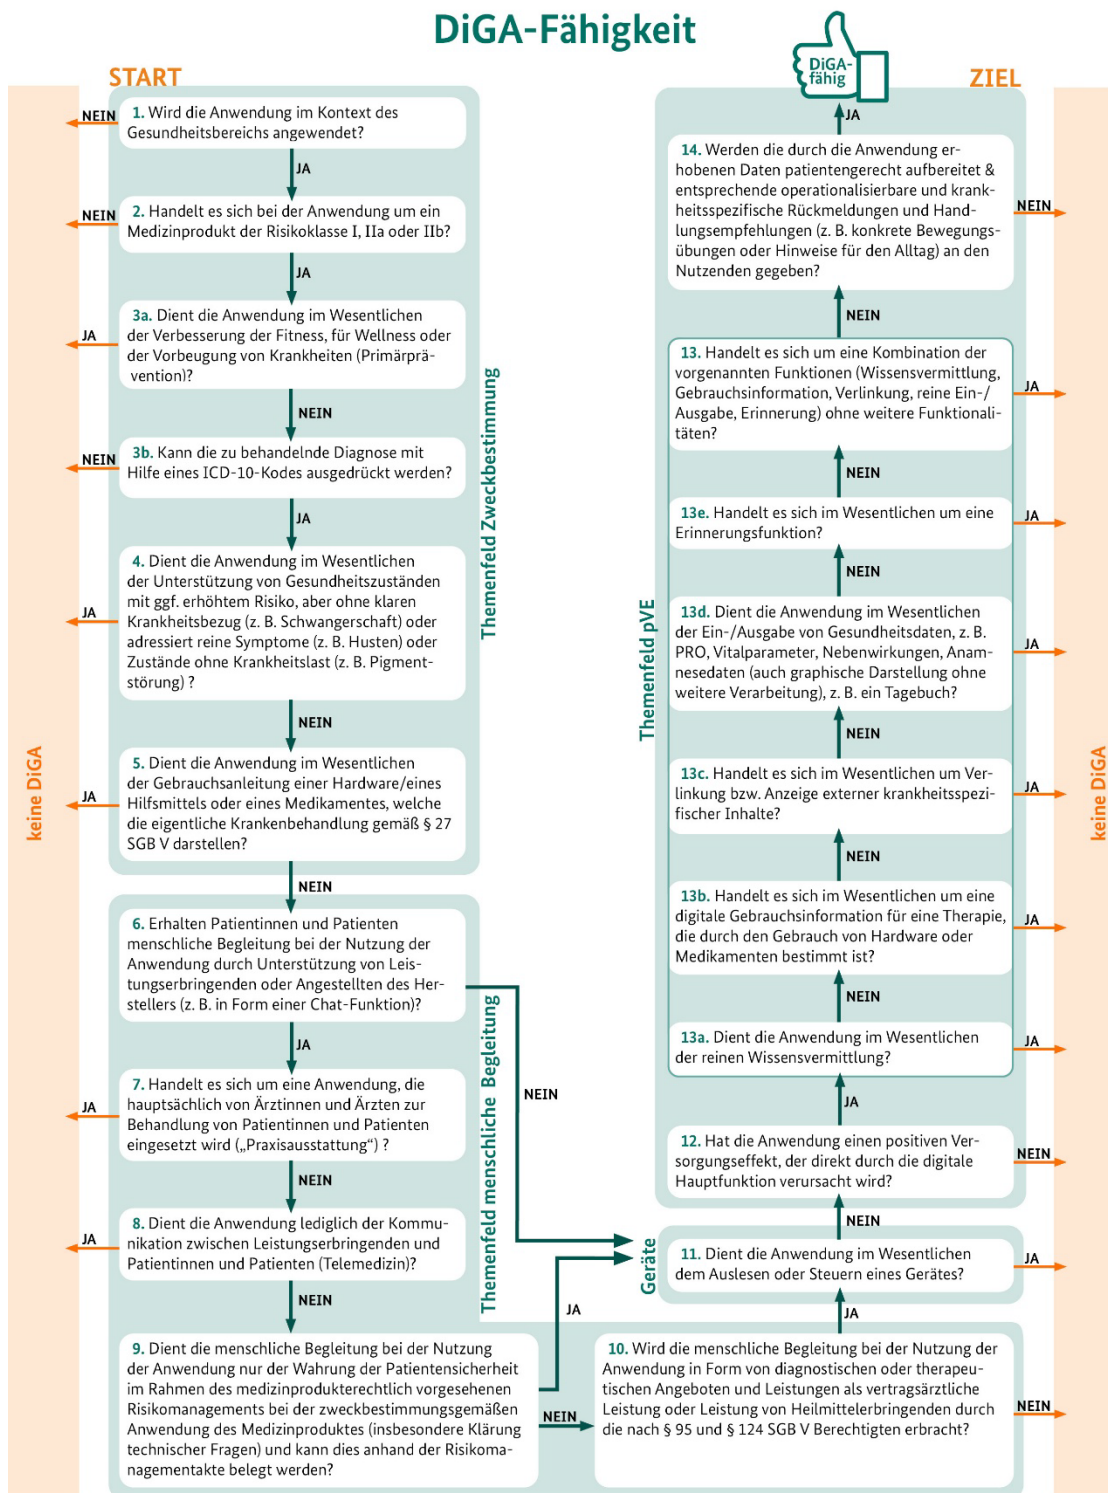 DiGA-Fähigkeit
START
NEIN
1. Wird die Anwendung im Kontext des
Gesundheitsbereichs angewendet?
JA
NEIN
2. Handelt es sich bei der Anwendung um ein
Medizinprodukt der Risikoklasse I, IIa oder IIb?
JA
JA
3a. Dient die Anwendung im Wesentlichen
der Verbesserung der Fitness, für Wellness oder
der Vorbeugung von Krankheiten (Primärprä-
vention)?
NEIN
NEIN
3b. Kann die zu behandelnde Diagnose mit
Hilfe eines ICD-10-Kodes ausgedrückt werden?
JA
JA
4. Dient die Anwendung im Wesentlichen
der Unterstützung von Gesundheitszuständen
mit ggf. erhöhtem Risiko, aber ohne klaren
Krankheitsbezug (z. B. Schwangerschaft) oder
adressiert reine Symptome (z. B. Husten) oder
Zustände ohne Krankheitslast (z. B. Pigment-
störung) ?
NEIN
JA
5. Dient die Anwendung im Wesentlichen
der Gebrauchsanleitung einer Hardware/eines
Hilfsmittels oder eines Medikamentes, welche
die eigentliche Krankenbehandlung gemäß § 27
SGB V darstellen?
Themenfeld Zweckbestimmung
keine DiGA
NEIN
6. Erhalten Patientinnen und Patienten
menschliche Begleitung bei der Nutzung der
Anwendung durch Unterstützung von Leis-
tungserbringenden oder Angestellten des Her-
stellers (z. B. in Form einer Chat-Funktion)?
JA
NEIN
JA
7. Handelt es sich um eine Anwendung, die
hauptsächlich von Ärztinnen und Ärzten zur
Behandlung von Patientinnen und Patienten
eingesetzt wird („Praxisausstattung“) ?
NEIN
JA
8. Dient die Anwendung lediglich der Kommu-
nikation zwischen Leistungserbringenden und
Patientinnen und Patienten (Telemedizin)?
NEIN
Themenfeld menschliche Begleitung
9. Dient die menschliche Begleitung bei der Nutzung
der Anwendung nur der Wahrung der Patientensicherheit
im Rahmen des medizinprodukterechtlich vorgesehenen
Risikomanagements bei der zweckbestimmungsgemäßen
Anwendung des Medizinproduktes (insbesondere Klärung
technischer Fragen) und kann dies anhand der Risikoma-
nagementakte belegt werden?
JA
NEIN
10. Wird die menschliche Begleitung bei der Nutzung der
Anwendung in Form von diagnostischen oder therapeu-
tischen Angeboten und Leistungen als vertragsärztliche
Leistung oder Leistung von Heilmittelerbringenden durch
die nach § 95 und § 124 SGB V Berechtigten erbracht?
NEIN
JA
Geräte
11. Dient die Anwendung im Wesentlichen
dem Auslesen oder Steuern eines Gerätes?
JA
NEIN
12. Hat die Anwendung einen positiven Ver-
sorgungseffekt, der direkt durch die digitale
Hauptfunktion verursacht wird?
NEIN
JA
13a. Dient die Anwendung im Wesentlichen
der reinen Wissensvermittlung?
JA
NEIN
13b. Handelt es sich im Wesentlichen um eine
digitale Gebrauchsinformation für eine Therapie,
die durch den Gebrauch von Hardware oder
Medikamenten bestimmt ist?
JA
NEIN
13c. Handelt es sich im Wesentlichen um Ver-
linkung bzw. Anzeige externer krankheitsspezi-
fischer Inhalte?
JA
NEIN
13d. Dient die Anwendung im Wesentlichen
der Ein-/Ausgabe von Gesundheitsdaten, z. B.
PRO, Vitalparameter, Nebenwirkungen, Anam-
nesedaten (auch graphische Darstellung ohne
weitere Verarbeitung), z. B. ein Tagebuch?
JA
NEIN
13e. Handelt es sich im Wesentlichen um eine
Erinnerungsfunktion?
JA
NEIN
13. Handelt es sich um eine Kombination der
vorgenannten Funktionen (Wissensvermittlung,
Gebrauchsinformation, Verlinkung, reine Ein-/
Ausgabe, Erinnerung) ohne weitere Funktionali-
täten?
JA
NEIN
14. Werden die durch die Anwendung er-
hobenen Daten patientengerecht aufbereitet &
entsprechende operationalisierbare und krank-
heitsspezifische Rückmeldungen und Hand-
lungsempfehlungen (z. B. konkrete Bewegungs-
übungen oder Hinweise für den Alltag) an den
Nutzenden gegeben?
NEIN
JA
Themenfeld pVE
keine DiGA
ZIEL
DiGA-
fähig